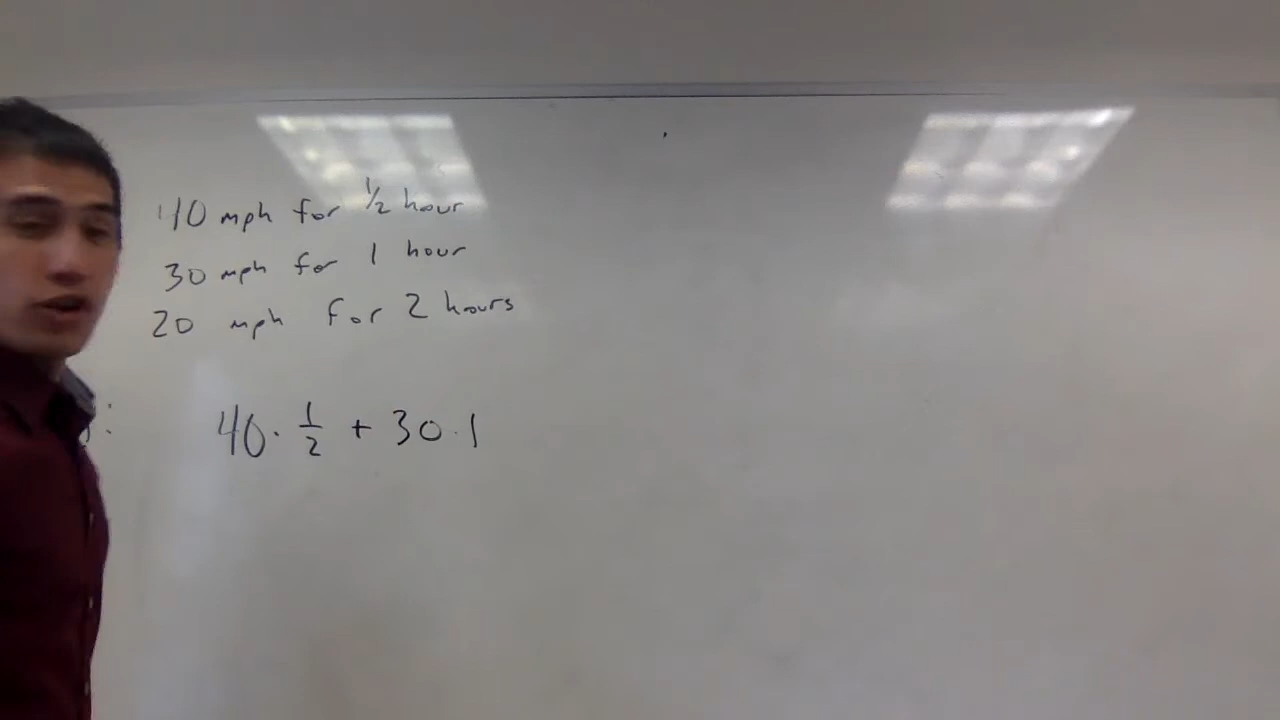 40 mph for 1/2 hour
30 mph for 1 hour
20 mph for 2 hours
: 40 · 1/2 + 30 · 1